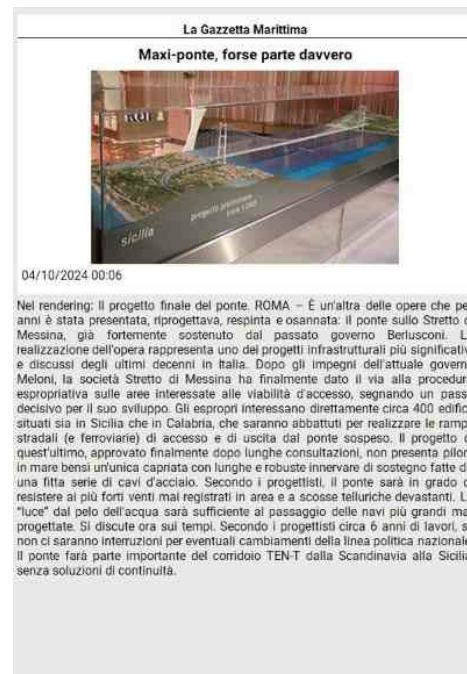 La Gazzetta Marittima
Maxi-ponte, forse parte davvero
sicilia
progetto preliminare
04/10/2024 00:06
Nel rendering: Il progetto finale del ponte. ROMA – È un'altra delle opere che pe
anni è stata presentata, riprogettava, respinta e osannata: il ponte sullo Stretto d
Messina, già fortemente sostenuto dal passato governo Berlusconi. L
realizzazione dell'opera rappresenta uno dei progetti infrastrutturali più significativ
e discussi degli ultimi decenni in Italia. Dopo gli impegni dell'attuale govern
Meloni, la società Stretto di Messina ha finalmente dato il via alla procedur
espropriativa sulle aree interessate alle viabilità d'accesso, segnando un pass
decisivo per il suo sviluppo. Gli espropri interessano direttamente circa 400 edific
situati sia in Sicilia che in Calabria, che saranno abbattuti per realizzare le ramp
stradali (e ferroviarie) di accesso e di uscita dal ponte sospeso. Il progetto d
quest'ultimo, approvato finalmente dopo lunghe consultazioni, non presenta pilon
in mare bensì un'unica capriata con lunghe e robuste innervare di sostegno fatte d
una fitta serie di cavi d'acciaio. Secondo i progettisti, il ponte sarà in grado d
resistere ai più forti venti mai registrati in area e a scosse telluriche devastanti. L
"luce" dal pelo dell'acqua sarà sufficiente al passaggio delle navi più grandi ma
progettate. Si discute ora sui tempi. Secondo i progettisti circa 6 anni di lavori, s
non ci saranno interruzioni per eventuali cambiamenti della linea politica nazionale
Il ponte farà parte importante del corridoio TEN-T dalla Scandinavia alla Sicilia
senza soluzioni di continuità.